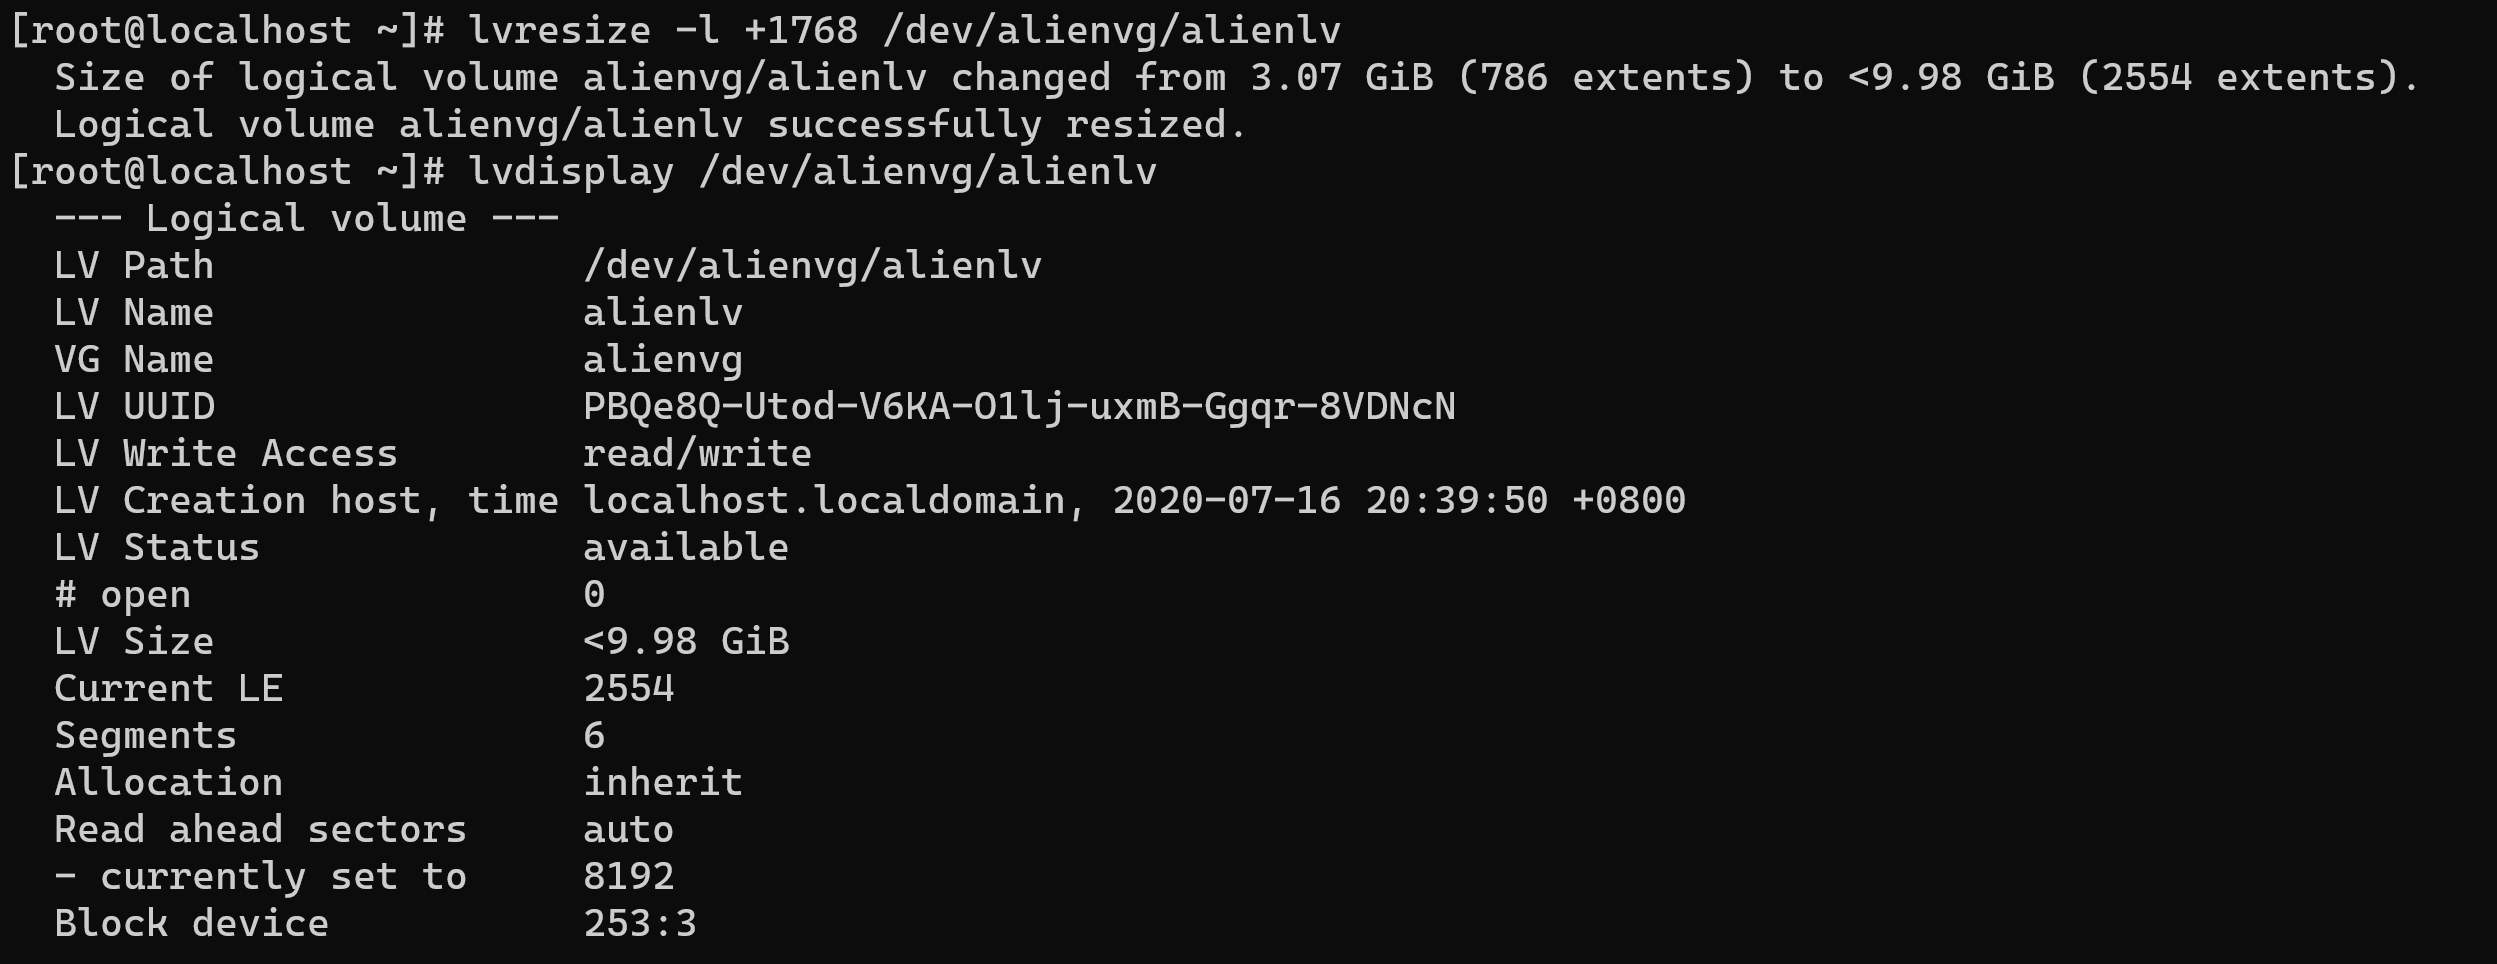 [root@localhost ~]# lvresize -l +1768 /dev/alienvg/alienlv
  Size of logical volume alienvg/alienlv changed from 3.07 GiB (786 extents) to <9.98 GiB (2554 extents).
  Logical volume alienvg/alienlv successfully resized.
[root@localhost ~]# lvdisplay /dev/alienvg/alienlv
  --- Logical volume ---
  LV Path                /dev/alienvg/alienlv
  LV Name                alienlv
  VG Name                alienvg
  LV UUID                PBQe8Q-Utod-V6KA-O1lj-uxmB-Ggqr-8VDNcN
  LV Write Access        read/write
  LV Creation host, time localhost.localdomain, 2020-07-16 20:39:50 +0800
  LV Status              available
  # open                 0
  LV Size                <9.98 GiB
  Current LE             2554
  Segments               6
  Allocation             inherit
  Read ahead sectors     auto
  - currently set to     8192
  Block device           253:3